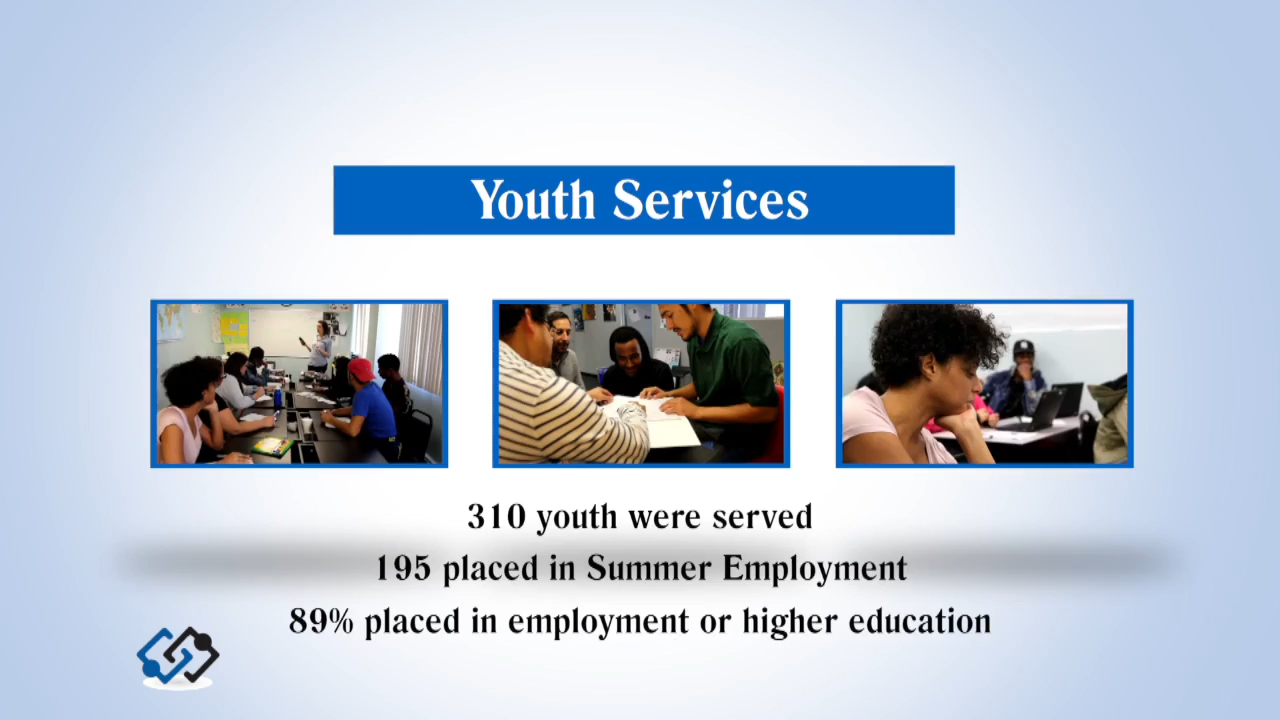 Youth Services
310 youth were served
195 placed in Summer Employment
89% placed in employment or higher education